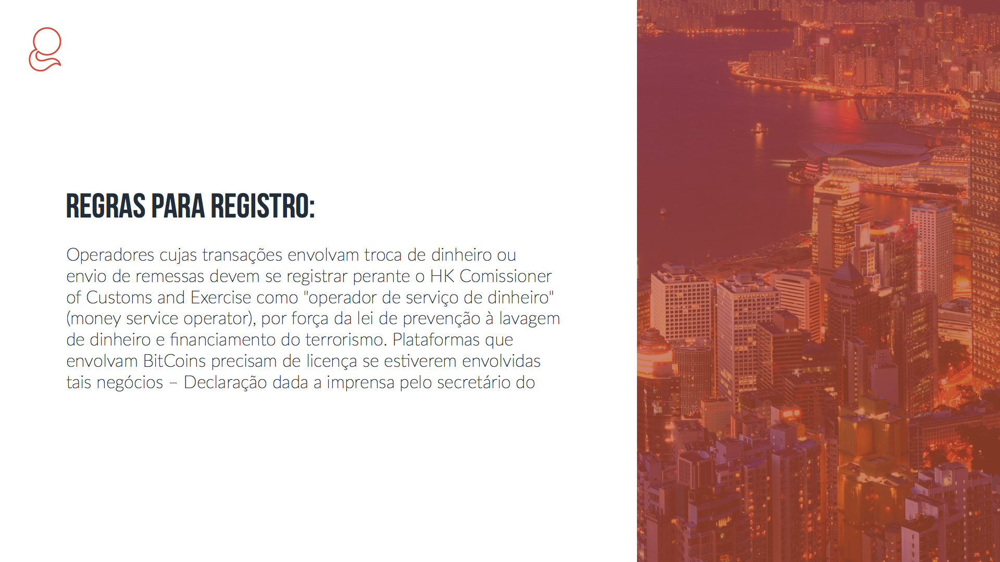 REGRAS PARA REGISTRO:
Operadores cujas transações envolvam troca de dinheiro ou
envio de remessas devem se registrar perante o HK Comissioner
of Customs and Exercise como "operador de serviço de dinheiro"
(money service operator), por força da lei de prevenção à lavagem
de dinheiro e financiamento do terrorismo. Plataformas que
envolvam BitCoins precisam de licença se estiverem envolvidas
tais negócios – Declaração dada a imprensa pelo secretário do